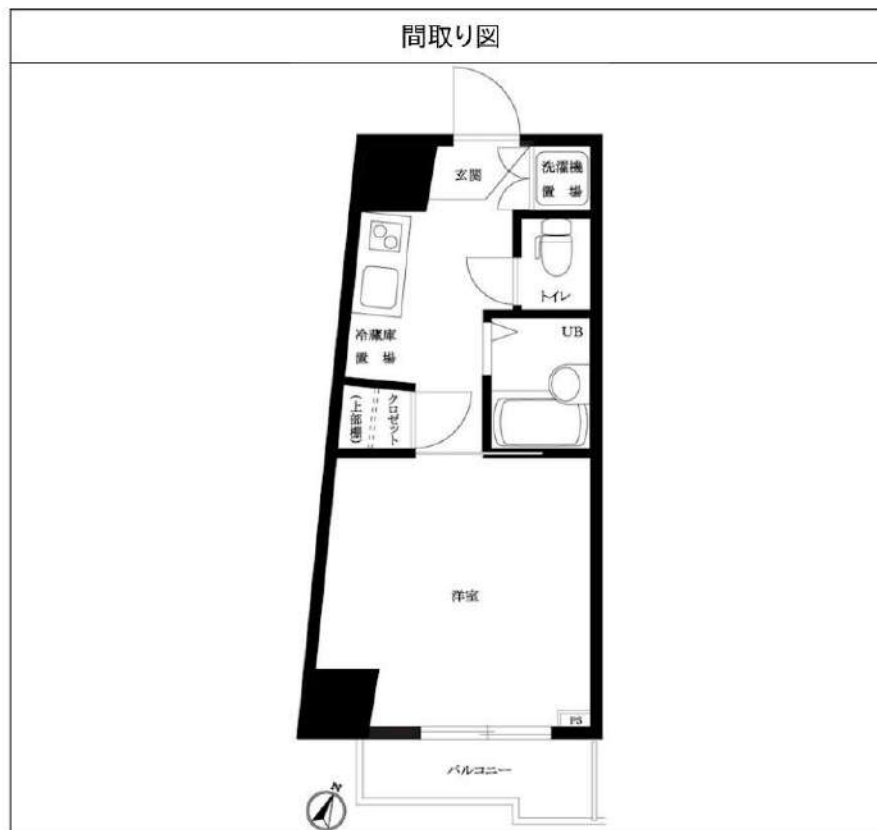 間取り図
玄関
洗濯機
置場
トイレ
UB
冷蔵庫
置場
クロゼット
(上部棚)
洋室
PS
バルコニー
N